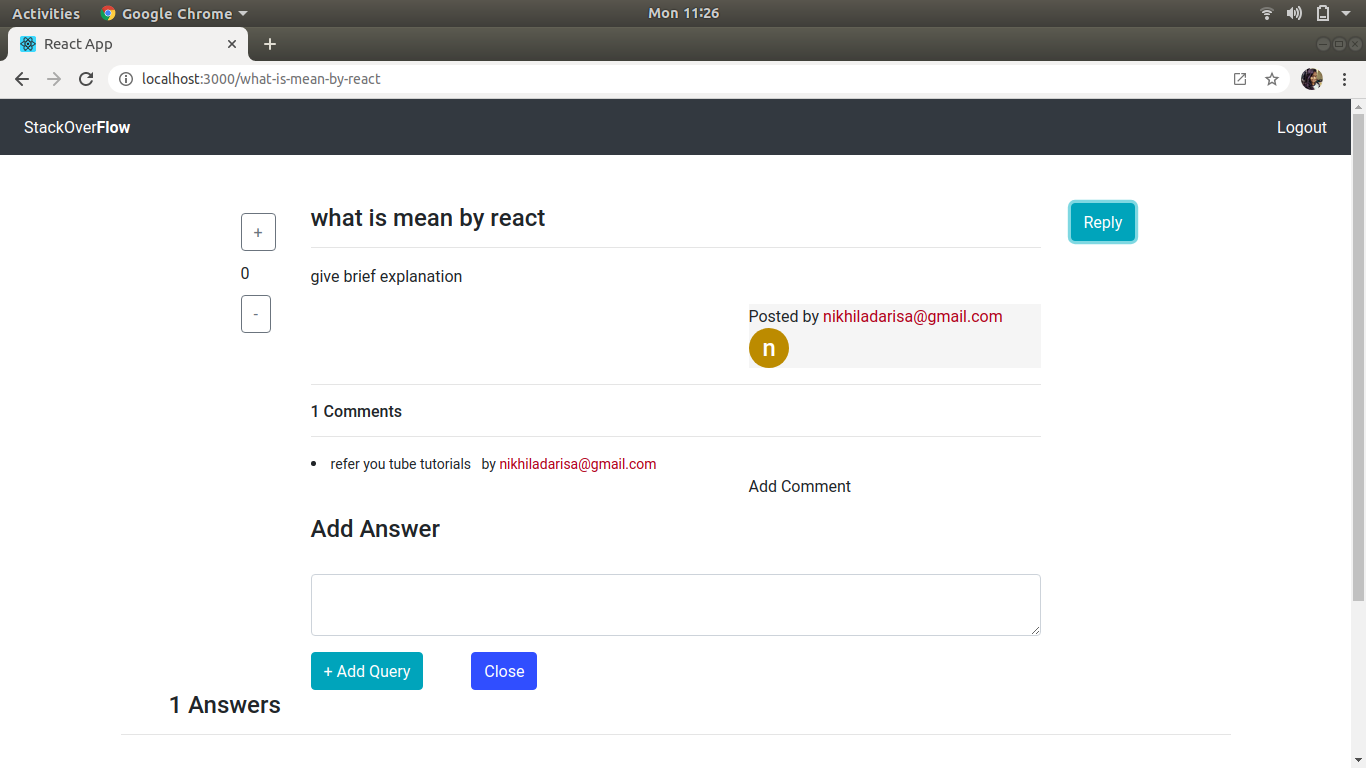 Activities Google Chrome Mon 11:26
React App
localhost:3000/what-is-mean-by-react
StackOverFlow Logout
+ what is mean by react Reply
0
give brief explanation
-
Posted by nikhiladarisa@gmail.com
n
1 Comments
refer you tube tutorials by nikhiladarisa@gmail.com
Add Comment
Add Answer
+ Add Query Close
1 Answers